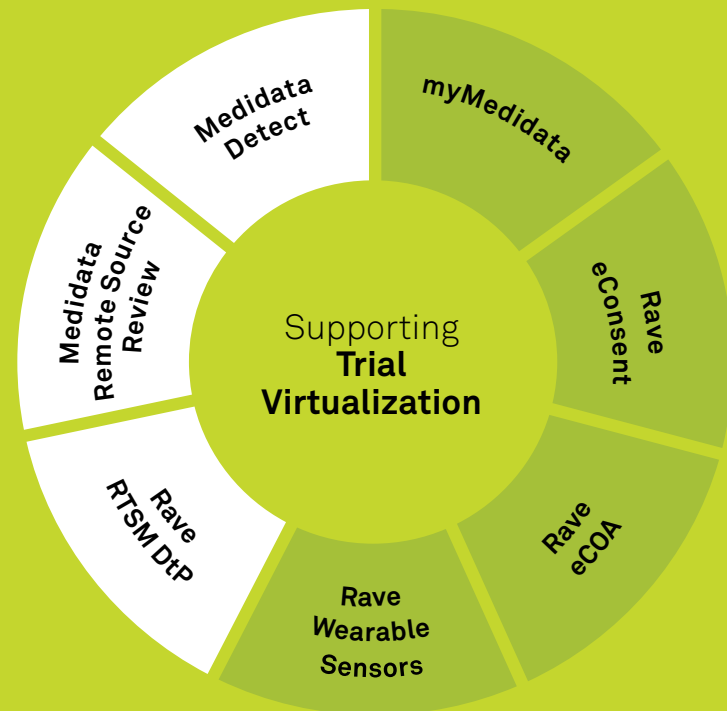 Supporting
Trial
Virtualization
myMedidata
Rave
eConsent
Rave
eCOA
Rave
Wearable
Sensors
Rave
RTSM DtP
Medidata
Remote Source
Review
Medidata
Detect